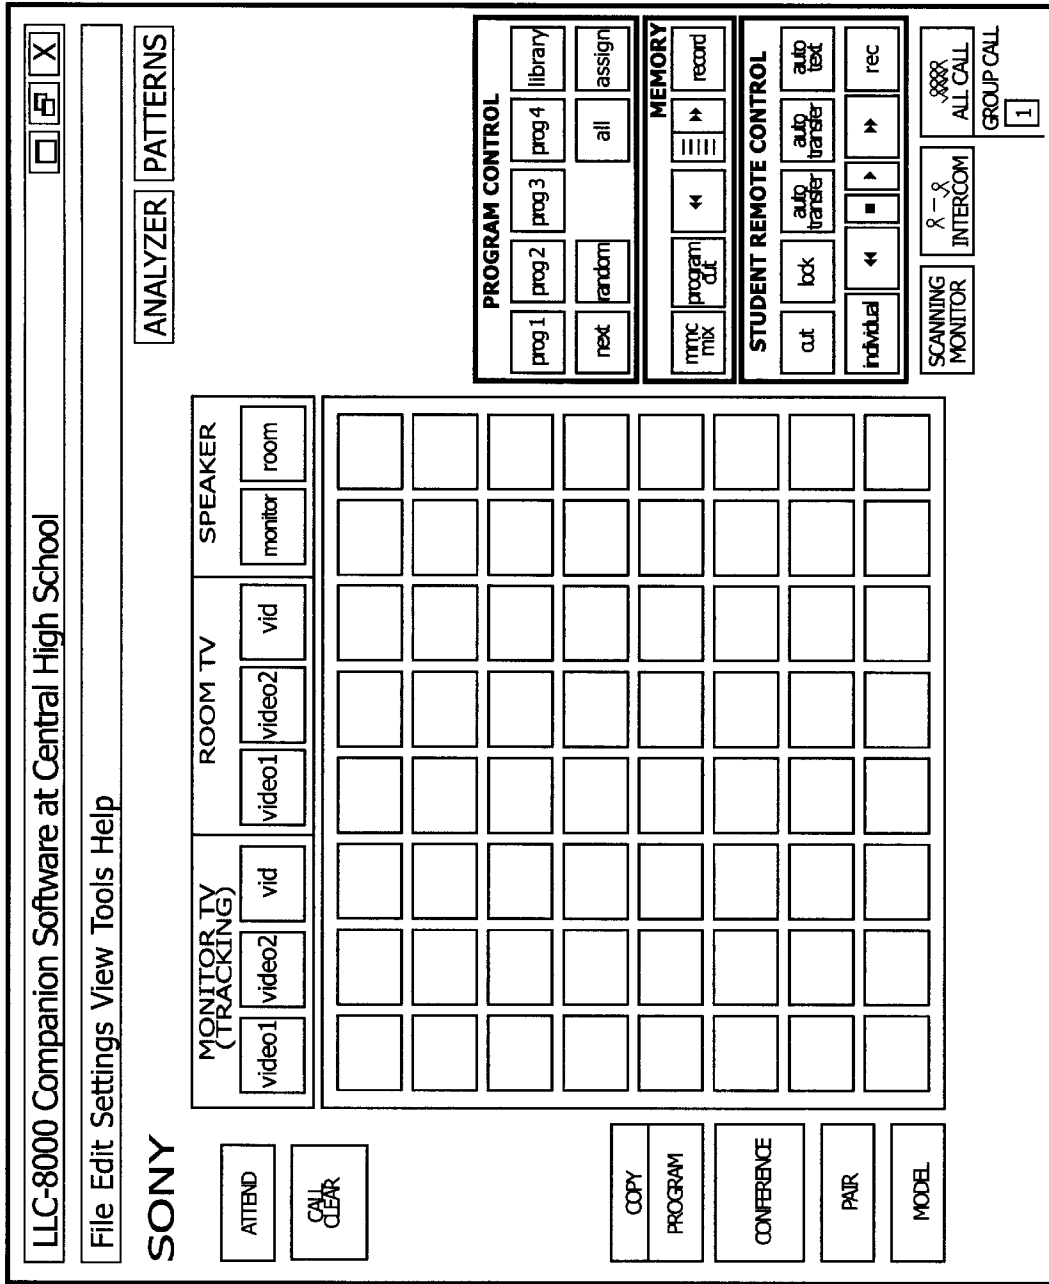 LLC-8000 Companion Software at Central High School X
File Edit Settings View Tools Help
SONY
ANALYZER PATTERNS
MONITOR TV
(TRACKING)
video1 video2 vid
ROOM TV
video1 video2 vid
SPEAKER
monitor room
ATTEND
CALL
CLEAR
COPY
PROGRAM
CONFERENCE
PAIR
MODEL
PROGRAM CONTROL
prog 1 prog 2 prog 3 prog 4 library
next random all assign
MEMORY
mmc
mix
program
cut
record
STUDENT REMOTE CONTROL
cut lock
auto
transfer
auto
transfer
auto
text
individual rec
SCANNING
MONITOR
INTERCOM
ALL CALL
GROUP CALL
1